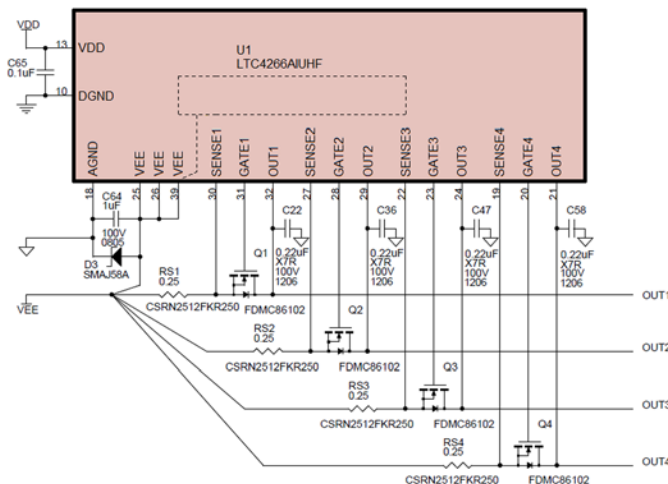 VDD
13
VDD
C65
0.1uF
10
DGND
U1
LTC4266AIUHF
AGND
VEE
VEE
VEE
SENSE1
GATE1
OUT1
SENSE2
GATE2
OUT2
SENSE3
GATE3
OUT3
SENSE4
GATE4
OUT4
18
25
26
39
30
31
32
27
28
29
22
23
24
19
20
21
C64
1uF
100V
0805
C22
0.22uF
X7R
100V
1206
C36
0.22uF
X7R
100V
1206
C47
0.22uF
X7R
100V
1206
C58
0.22uF
X7R
100V
1206
D3
SMAJ58A
VEE
RS1
0.25
CSRN2512FKR250
Q1
FDMC86102
OUT1
RS2
0.25
CSRN2512FKR250
Q2
FDMC86102
OUT2
RS3
0.25
CSRN2512FKR250
Q3
FDMC86102
OUT3
RS4
0.25
CSRN2512FKR250
Q4
FDMC86102
OUT4